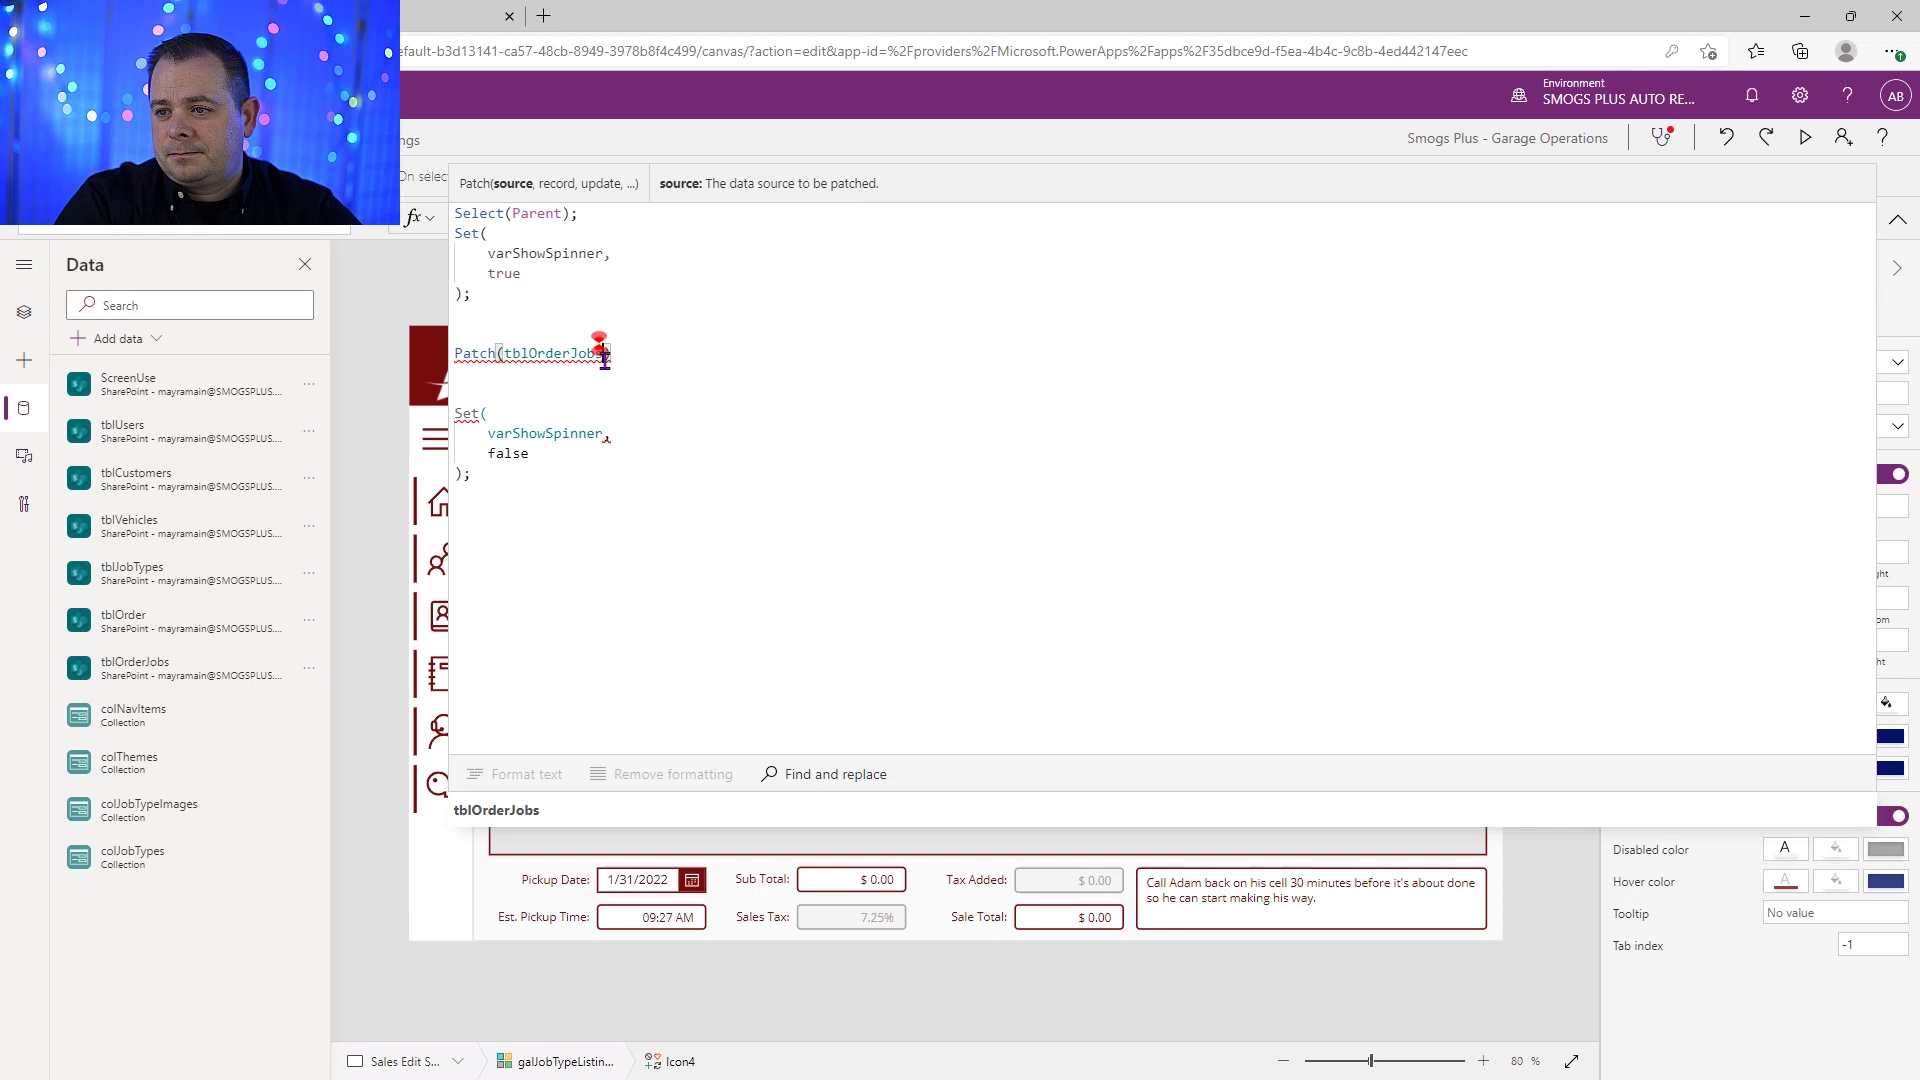 efault-b3d13141-ca57-48cb-8949-3978b8f4c499/canvas/?action=edit&app-id=%2Fproviders%2FMicrosoft.PowerApps%2Fapps%2F35dbce9d-f5ea-4b4c-9c8b-4ed442147eec
Environment
SMOGS PLUS AUTO RE...
AB
ngs
Smogs Plus - Garage Operations
On selec
Patch(source, record, update, ...)
source: The data source to be patched.
fx
Select(Parent);
Set(
varShowSpinner,
true
);
Patch(tblOrderJobs)
Set(
varShowSpinner,
false
);
Data
Search
Add data
ScreenUse
SharePoint - mayramain@SMOGSPLUS....
tblUsers
SharePoint - mayramain@SMOGSPLUS....
tblCustomers
SharePoint - mayramain@SMOGSPLUS....
tblVehicles
SharePoint - mayramain@SMOGSPLUS....
tblJobTypes
SharePoint - mayramain@SMOGSPLUS....
tblOrder
SharePoint - mayramain@SMOGSPLUS....
tblOrderJobs
SharePoint - mayramain@SMOGSPLUS....
colNavItems
Collection
colThemes
Collection
colJobTypeImages
Collection
colJobTypes
Collection
ght
om
ht
Format text
Remove formatting
Find and replace
tblOrderJobs
Pickup Date:
1/31/2022
Sub Total:
$ 0.00
Tax Added:
$ 0.00
Call Adam back on his cell 30 minutes before it's about done
so he can start making his way.
Est. Pickup Time:
09:27 AM
Sales Tax:
7.25%
Sale Total:
$ 0.00
Disabled color
A
Hover color
A
Tooltip
No value
Tab index
-1
Sales Edit S...
galJobTypeListin...
Icon4
80 %